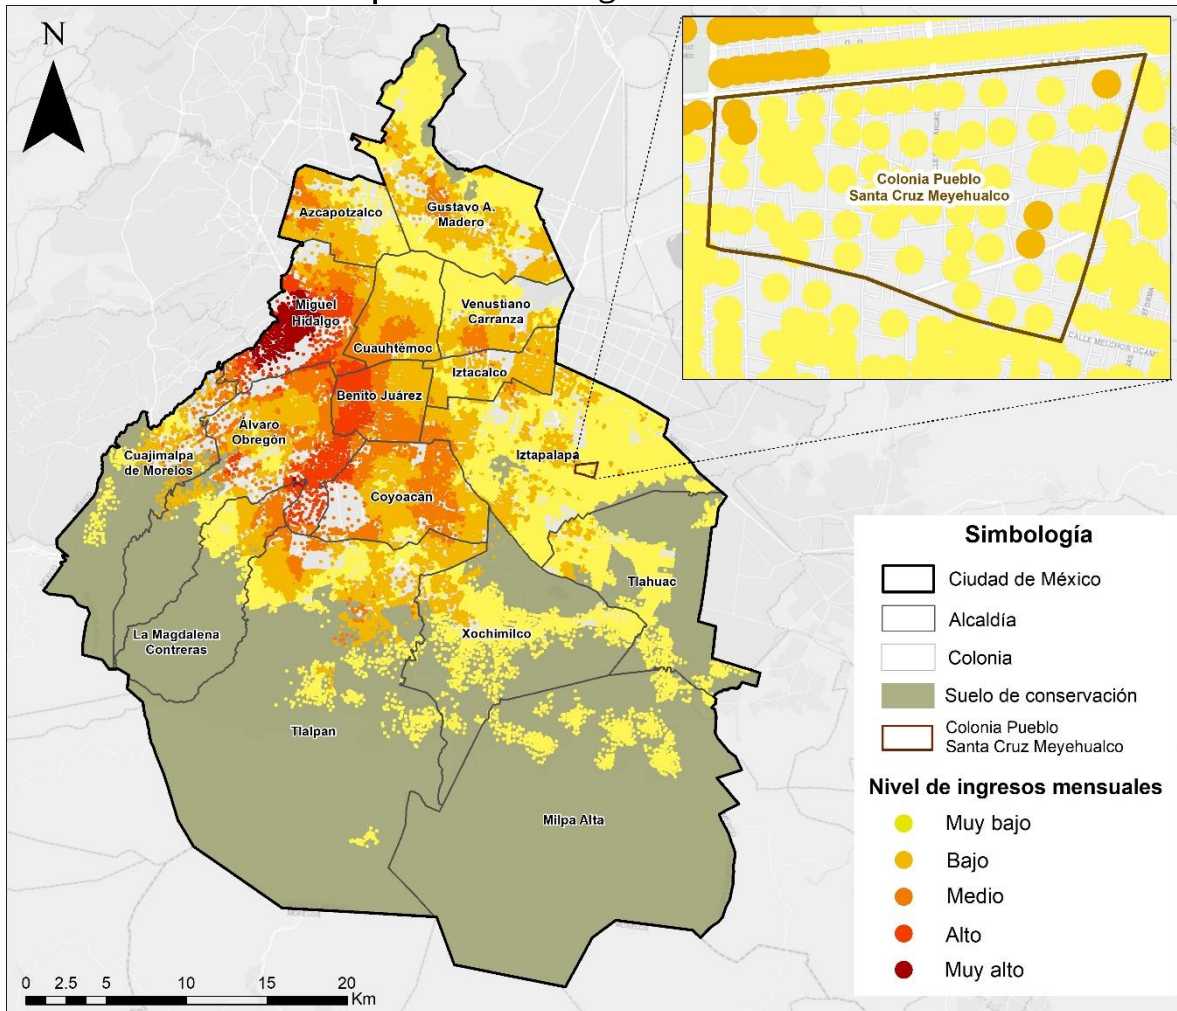 N
Azcapotzalco
Gustavo A.
Madero
Miguel
Hidalgo
Venustiano
Carranza
Cuauhtémoc
Iztacalco
Benito Juárez
Álvaro
Obregón
Cuajimalpa
de Morelos
Iztapalapa
Coyoacán
Tlahuac
La Magdalena
Contreras
Xochimilco
Tlalpan
Milpa Alta
MORELOS
MORELOS
Colonia Pueblo
Santa Cruz Meyehualco
CALLE MELCHOR OCAM
Simbología
Ciudad de México
Alcaldía
Colonia
Suelo de conservación
Colonia Pueblo
Santa Cruz Meyehualco
Nivel de ingresos mensuales
Muy bajo
Bajo
Medio
Alto
Muy alto
0 2.5 5 10 15 20
Km